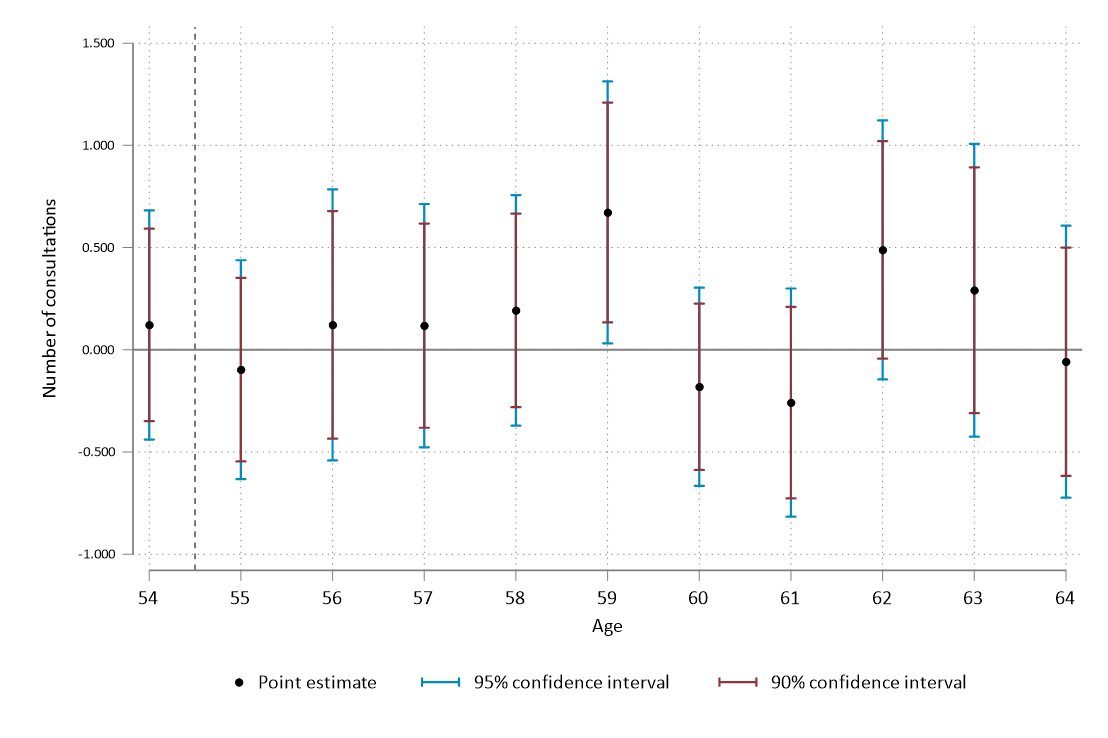 1.500
1.000
0.500
0.000
-0.500
-1.000
Number of consultations
54 55 56 57 58 59 60 61 62 63 64
Age
Point estimate 95% confidence interval 90% confidence interval